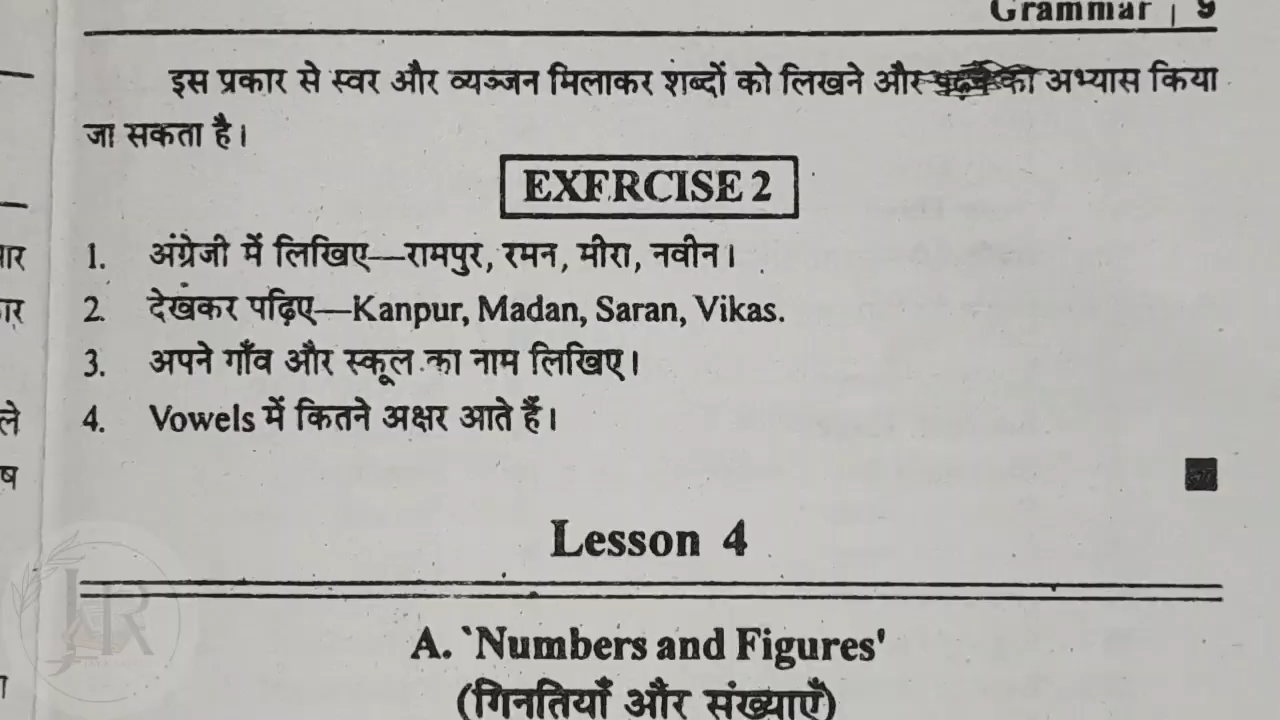 Grammar | 9
इस प्रकार से स्वर और व्यञ्जन मिलाकर शब्दों को लिखने और पढ़ने का अभ्यास किया
जा सकता है।
EXERCISE 2
1. अंग्रेजी में लिखिए—रामपुर, रमन, मीरा, नवीन।
2. देखकर पढ़िए—Kanpur, Madan, Saran, Vikas.
3. अपने गाँव और स्कूल का नाम लिखिए।
4. Vowels में कितने अक्षर आते हैं।
Lesson 4
A. `Numbers and Figures'
(गिनतियाँ और संख्याएँ)